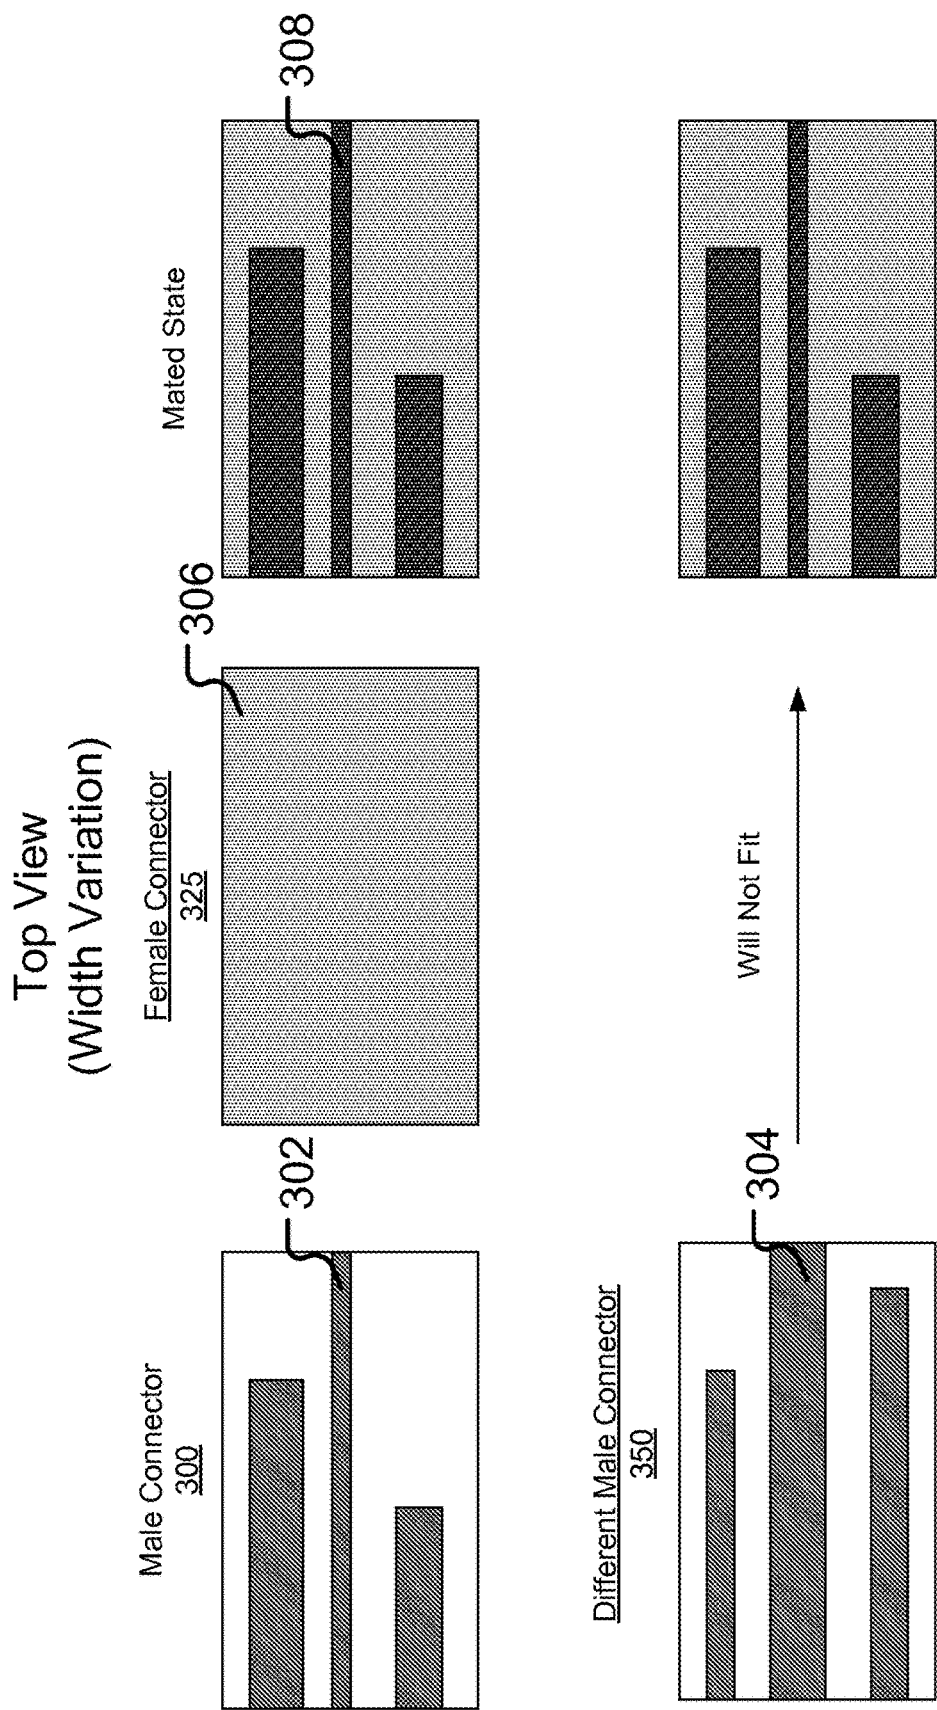 Top View
(Width Variation)
Male Connector
300
302
Female Connector
325
306
Mated State
308
Different Male Connector
350
304
Will Not Fit